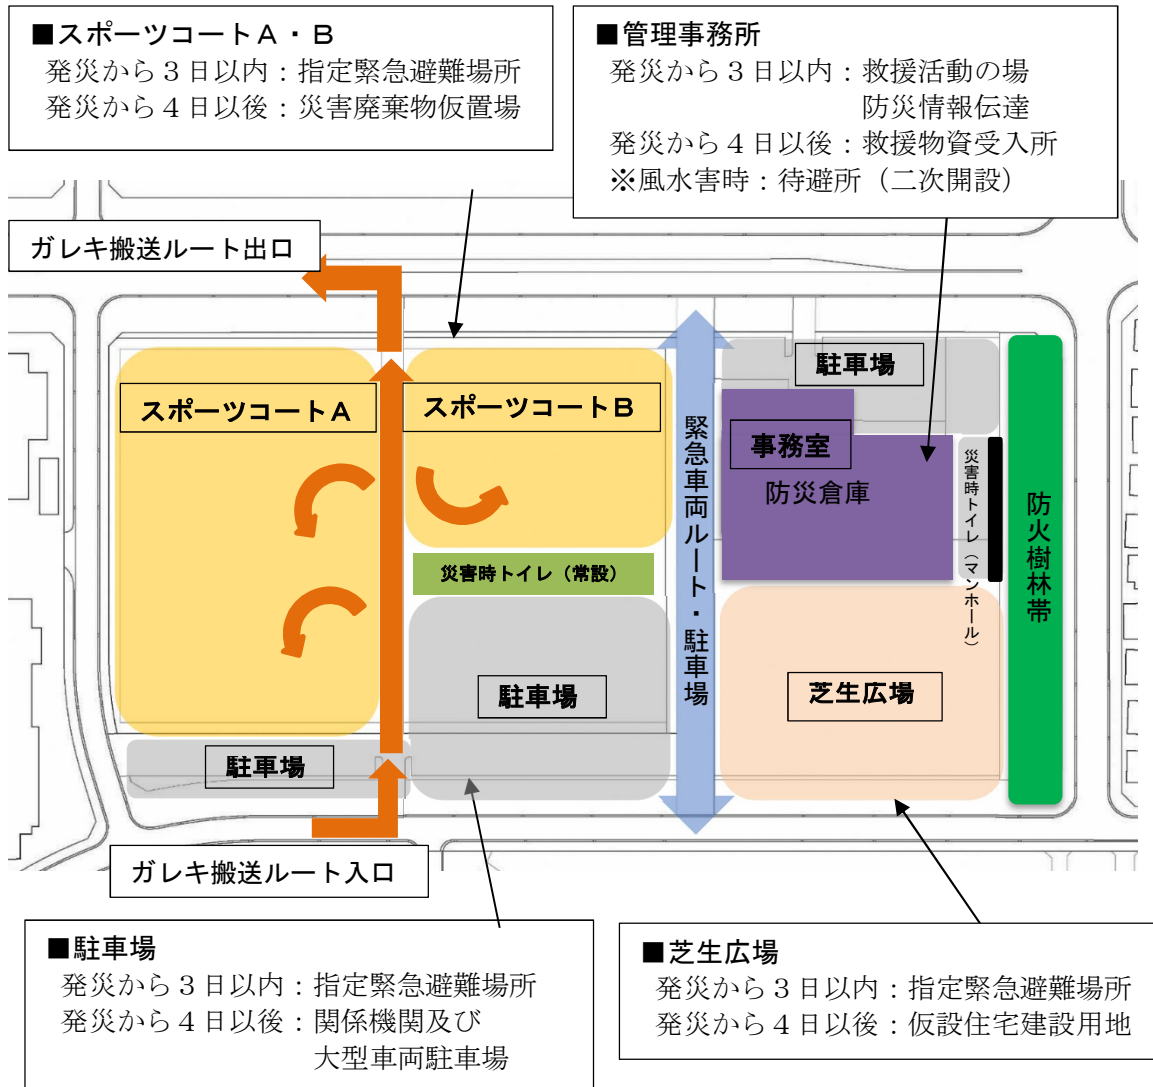 ■スポーツコートA・B
発災から3日以内:指定緊急避難場所
発災から4日以後:災害廃棄物仮置場
■管理事務所
発災から3日以内:救援活動の場
防災情報伝達
発災から4日以後:救援物資受入所
※風水害時:待避所(二次開設)
ガレキ搬送ルート出口
スポーツコートA
スポーツコートB
駐車場
緊急車両ルート・駐車場
事務室
防災倉庫
災害時トイレ(マンホール)
防火樹林帯
災害時トイレ(常設)
駐車場
芝生広場
駐車場
ガレキ搬送ルート入口
■駐車場
発災から3日以内:指定緊急避難場所
発災から4日以後:関係機関及び
大型車両駐車場
■芝生広場
発災から3日以内:指定緊急避難場所
発災から4日以後:仮設住宅建設用地